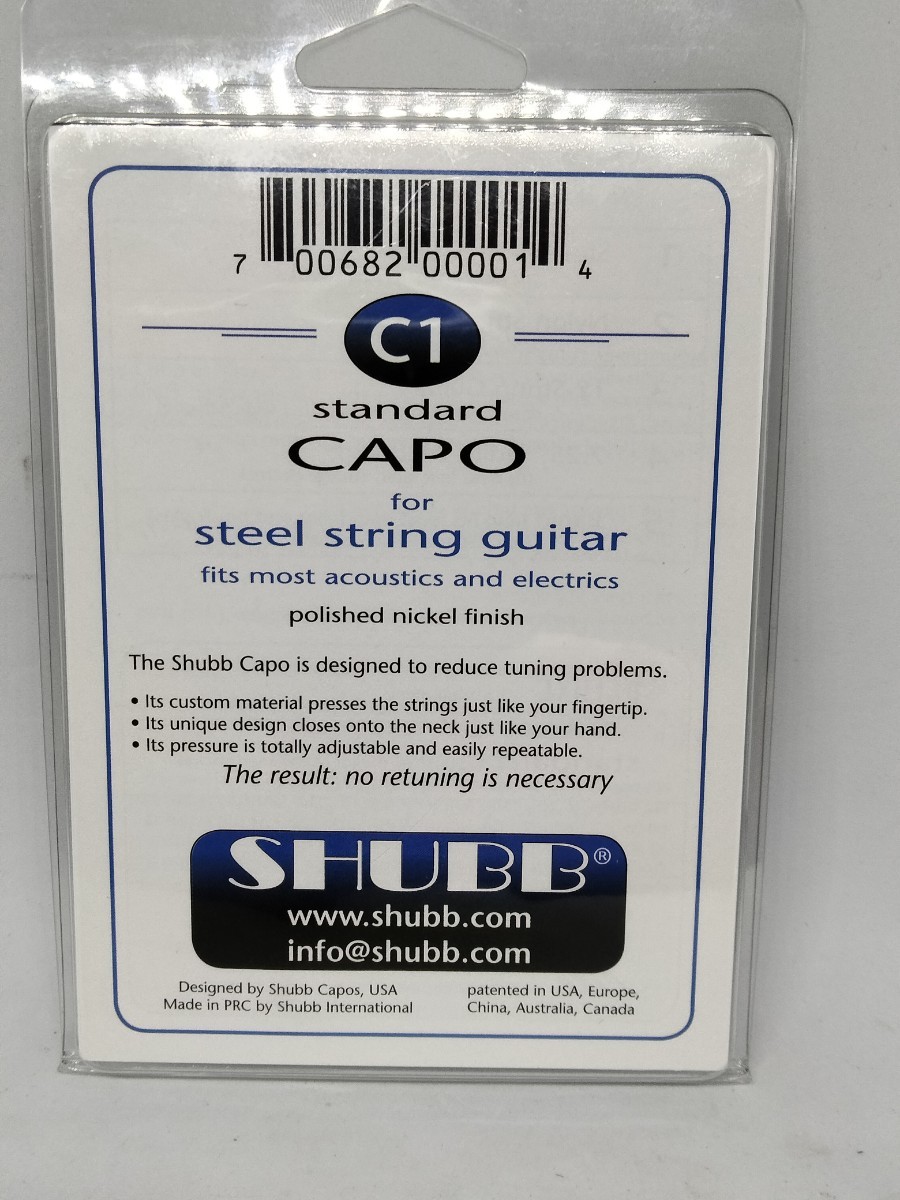 7 00682 00001 4
C1
standard
CAPO
for
steel string guitar
fits most acoustics and electrics
polished nickel finish
The Shubb Capo is designed to reduce tuning problems.
• Its custom material presses the strings just like your fingertip.
• Its unique design closes onto the neck just like your hand.
• Its pressure is totally adjustable and easily repeatable.
The result: no retuning is necessary
SHUBB®
www.shubb.com
info@shubb.com
Designed by Shubb Capos, USA
Made in PRC by Shubb International
patented in USA, Europe,
China, Australia, Canada